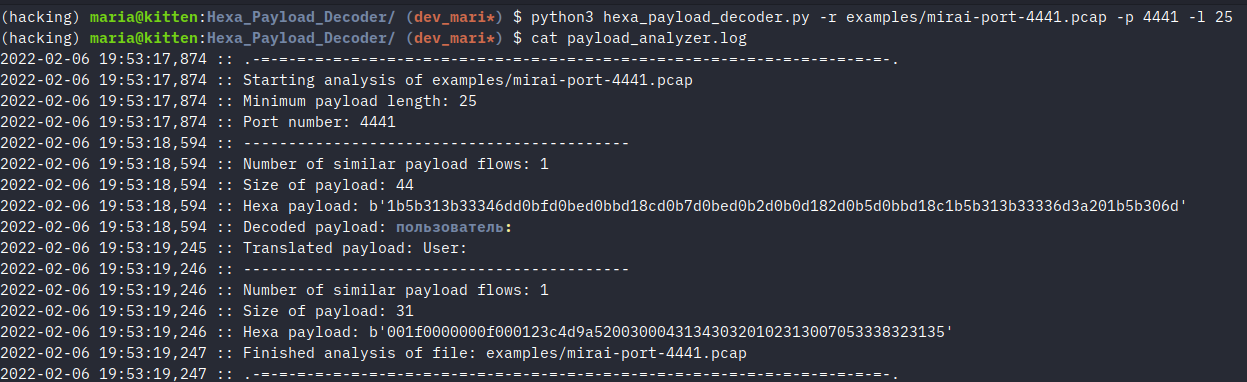 (hacking) maria@kitten:Hexa_Payload_Decoder/ (dev_mari*) $ python3 hexa_payload_decoder.py -r examples/mirai-port-4441.pcap -p 4441 -l 25
(hacking) maria@kitten:Hexa_Payload_Decoder/ (dev_mari*) $ cat payload_analyzer.log
2022-02-06 19:53:17,874 :: .-=-=-=-=-=-=-=-=-=-=-=-=-=-=-=-=-=-=-=-=-=-=-=-=-=-=-=-=-=-=-=-=-=-=-=-.
2022-02-06 19:53:17,874 :: Starting analysis of examples/mirai-port-4441.pcap
2022-02-06 19:53:17,874 :: Minimum payload length: 25
2022-02-06 19:53:17,874 :: Port number: 4441
2022-02-06 19:53:18,594 :: -------------------------------------------
2022-02-06 19:53:18,594 :: Number of similar payload flows: 1
2022-02-06 19:53:18,594 :: Size of payload: 44
2022-02-06 19:53:18,594 :: Hexa payload: b'1b5b313b33346dd0bfd0bed0bbd18cd0b7d0bed0b2d0b0d182d0b5d0bbd18c1b5b313b33336d3a201b5b306d'
2022-02-06 19:53:18,594 :: Decoded payload: пользователь:
2022-02-06 19:53:19,245 :: Translated payload: User:
2022-02-06 19:53:19,246 :: -------------------------------------------
2022-02-06 19:53:19,246 :: Number of similar payload flows: 1
2022-02-06 19:53:19,246 :: Size of payload: 31
2022-02-06 19:53:19,246 :: Hexa payload: b'001f0000000f000123c4d9a520030004313430320102313007053338323135'
2022-02-06 19:53:19,247 :: Finished analysis of file: examples/mirai-port-4441.pcap
2022-02-06 19:53:19,247 :: .-=-=-=-=-=-=-=-=-=-=-=-=-=-=-=-=-=-=-=-=-=-=-=-=-=-=-=-=-=-=-=-=-=-=-=-.